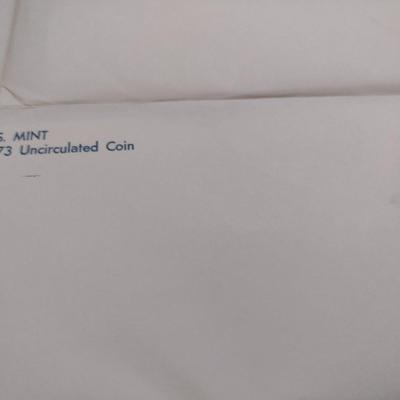 S. MINT
73 Uncirculated Coin